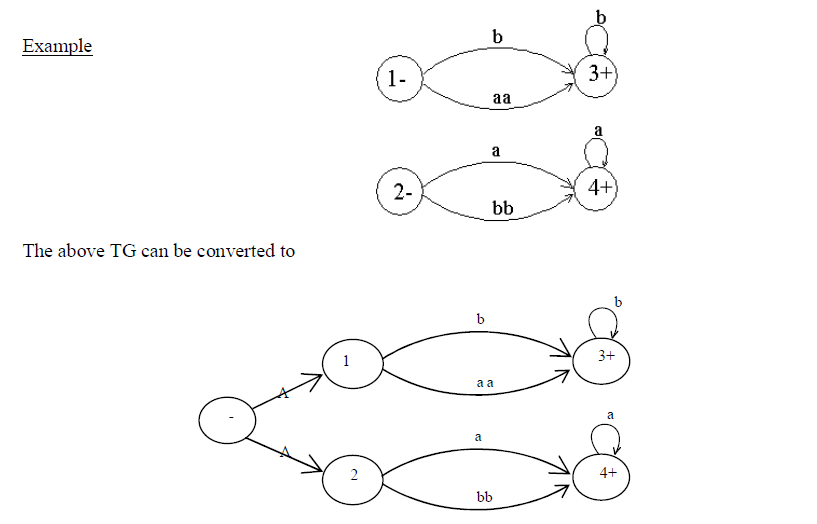 Example
b
b
1-
3+
aa
a
a
2-
4+
bb
The above TG can be converted to
b
b
1
3+
aa
Λ
-
a
a
Λ
2
4+
bb